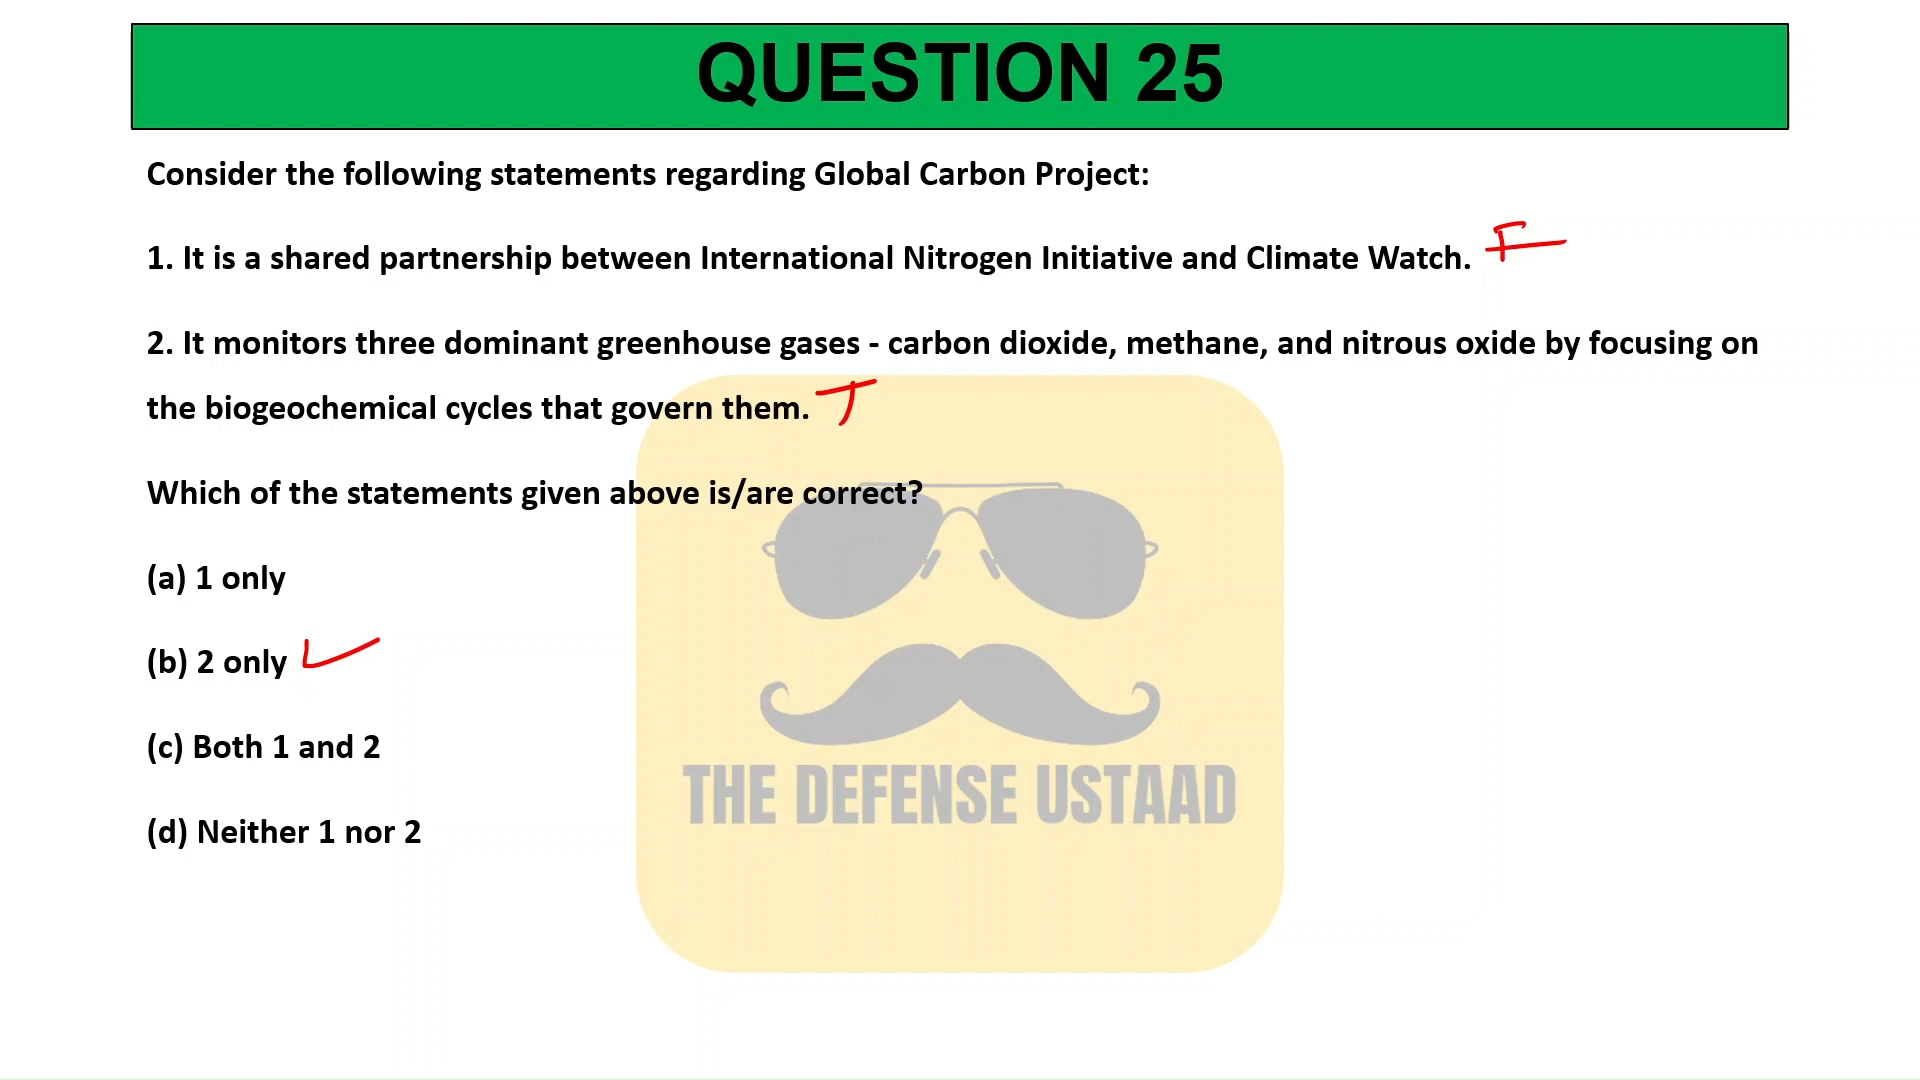 QUESTION 25
Consider the following statements regarding Global Carbon Project:
1. It is a shared partnership between International Nitrogen Initiative and Climate Watch. F
2. It monitors three dominant greenhouse gases - carbon dioxide, methane, and nitrous oxide by focusing on
the biogeochemical cycles that govern them. T
Which of the statements given above is/are correct?
(a) 1 only
(b) 2 only
(c) Both 1 and 2
THE DEFENSE USTAAD
(d) Neither 1 nor 2